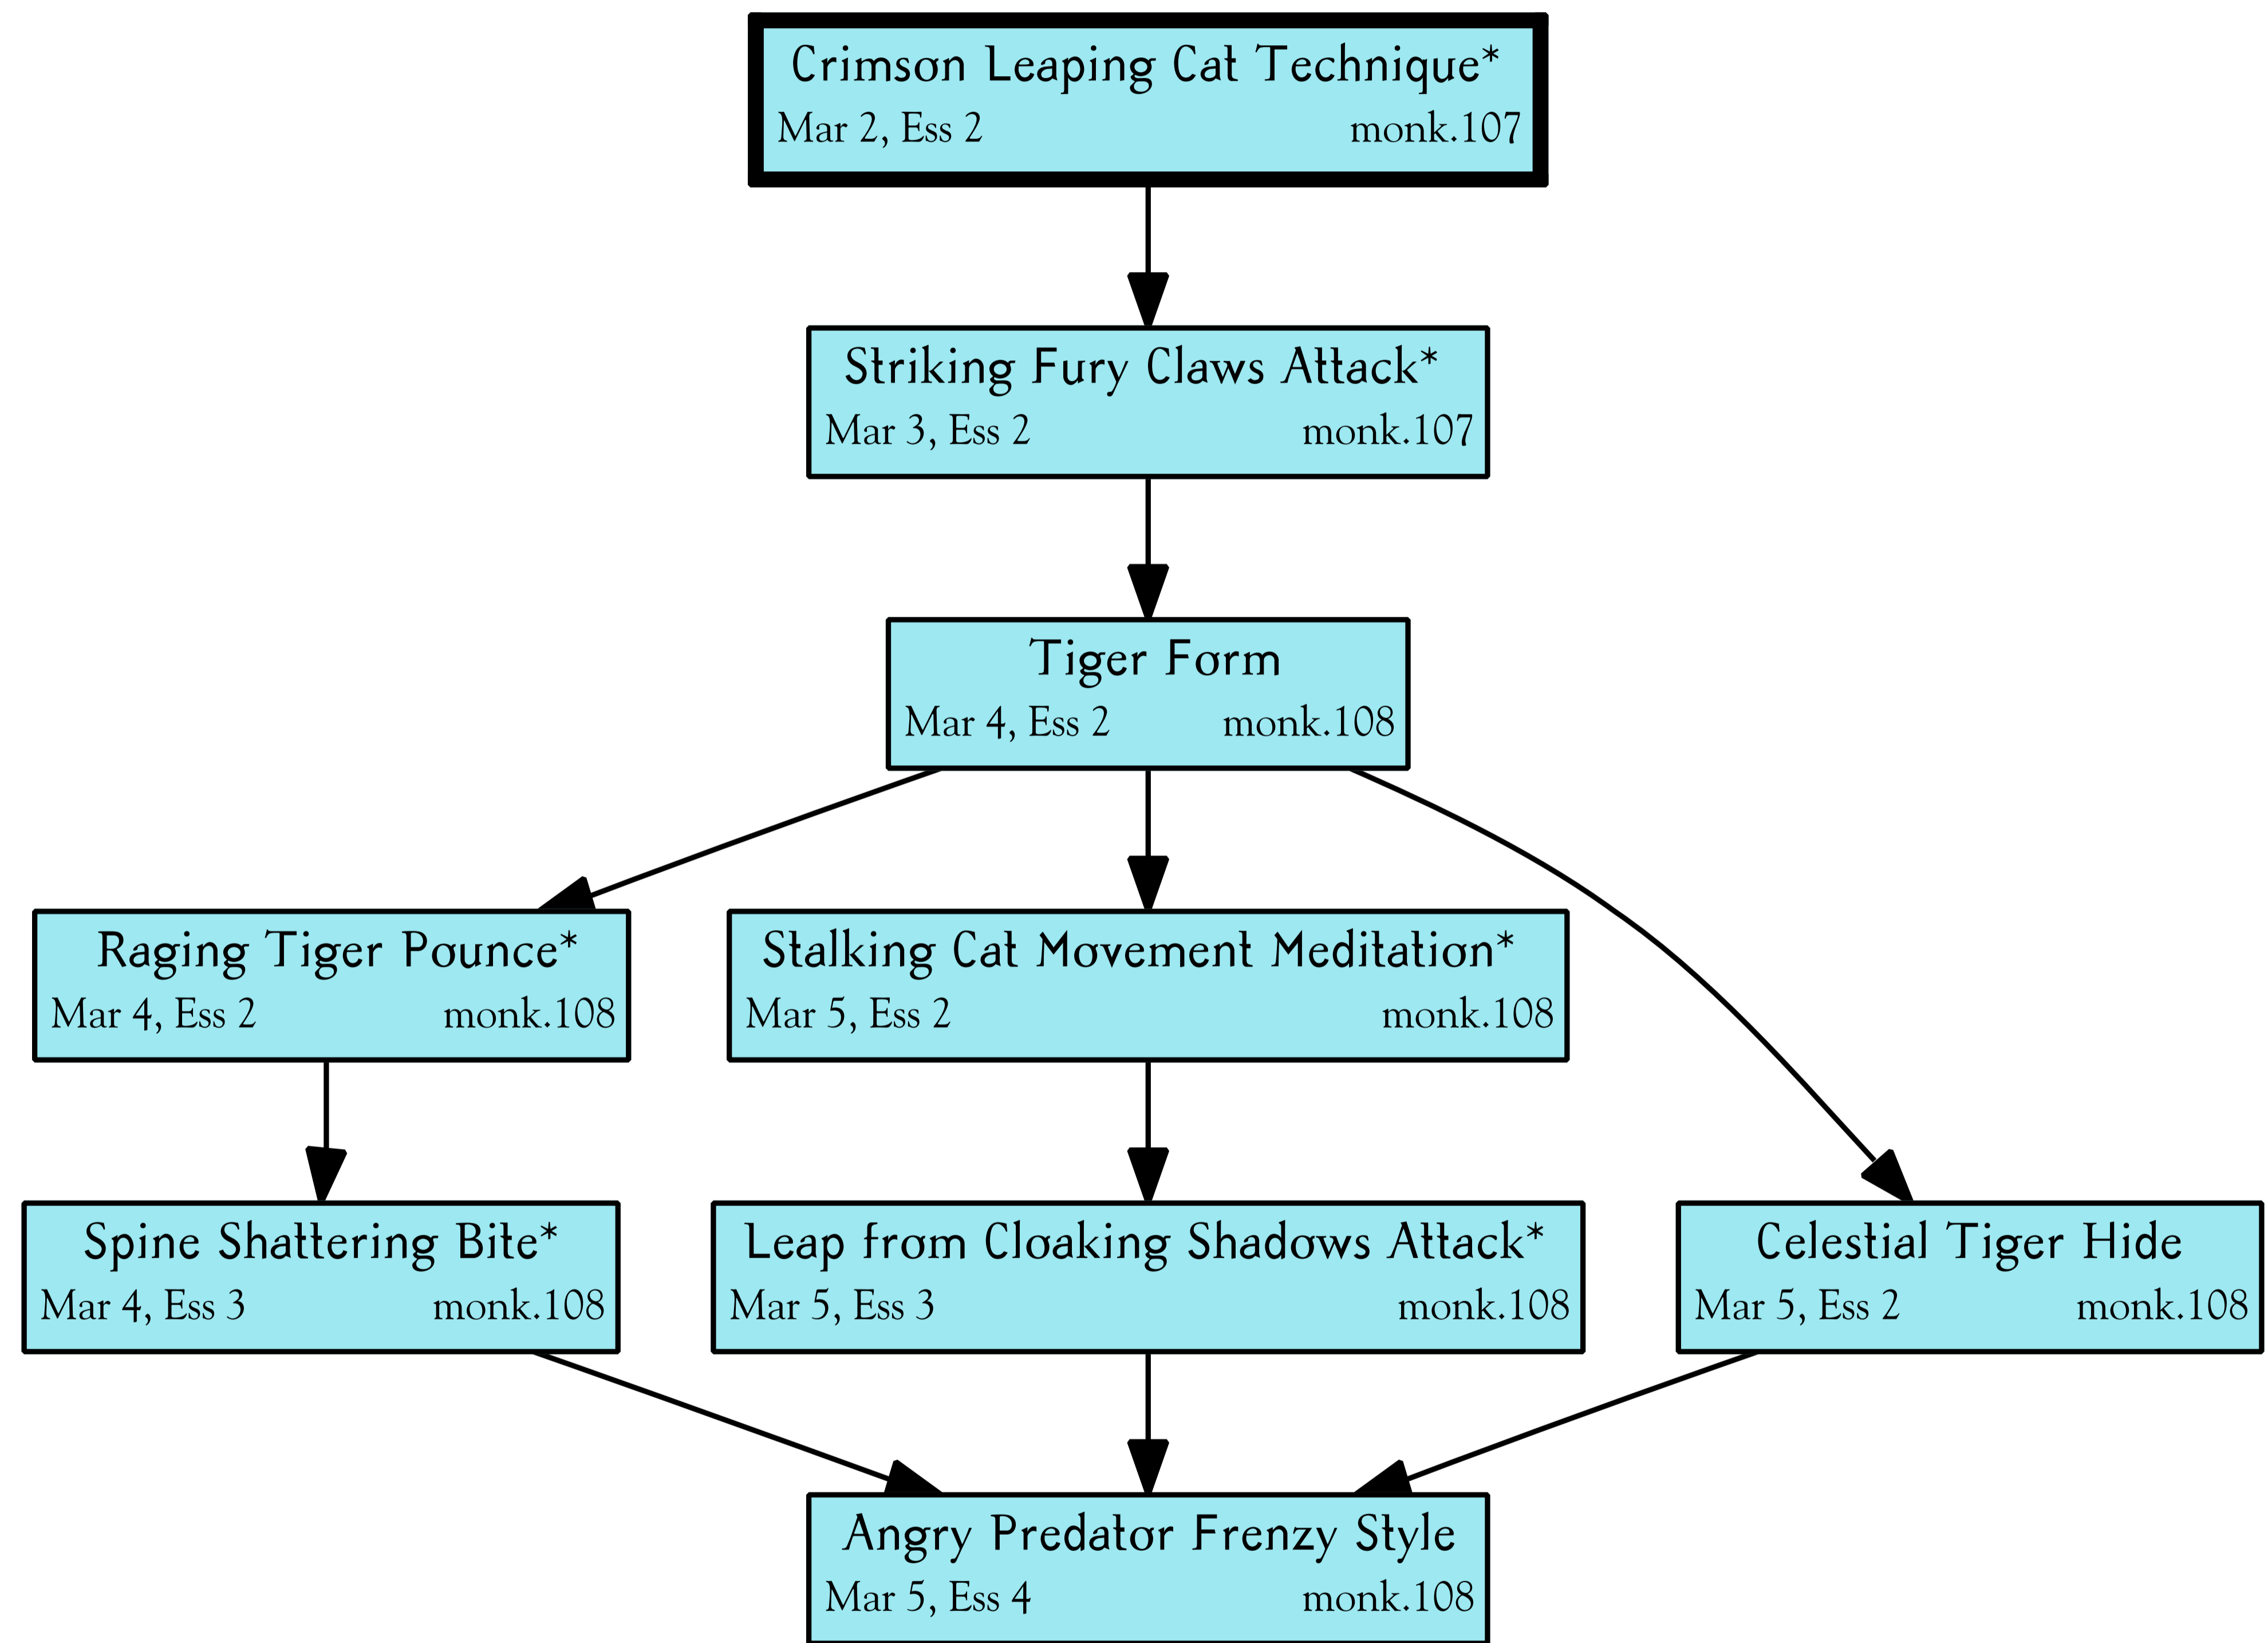 Crimson Leaping Cat Technique*
Mar 2, Ess 2 monk.107
Striking Fury Claws Attack*
Mar 3, Ess 2 monk.107
Tiger Form
Mar 4, Ess 2 monk.108
Raging Tiger Pounce*
Mar 4, Ess 2 monk.108
Stalking Cat Movement Meditation*
Mar 5, Ess 2 monk.108
Spine Shattering Bite*
Mar 4, Ess 3 monk.108
Leap from Cloaking Shadows Attack*
Mar 5, Ess 3 monk.108
Celestial Tiger Hide
Mar 5, Ess 2 monk.108
Angry Predator Frenzy Style
Mar 5, Ess 4 monk.108